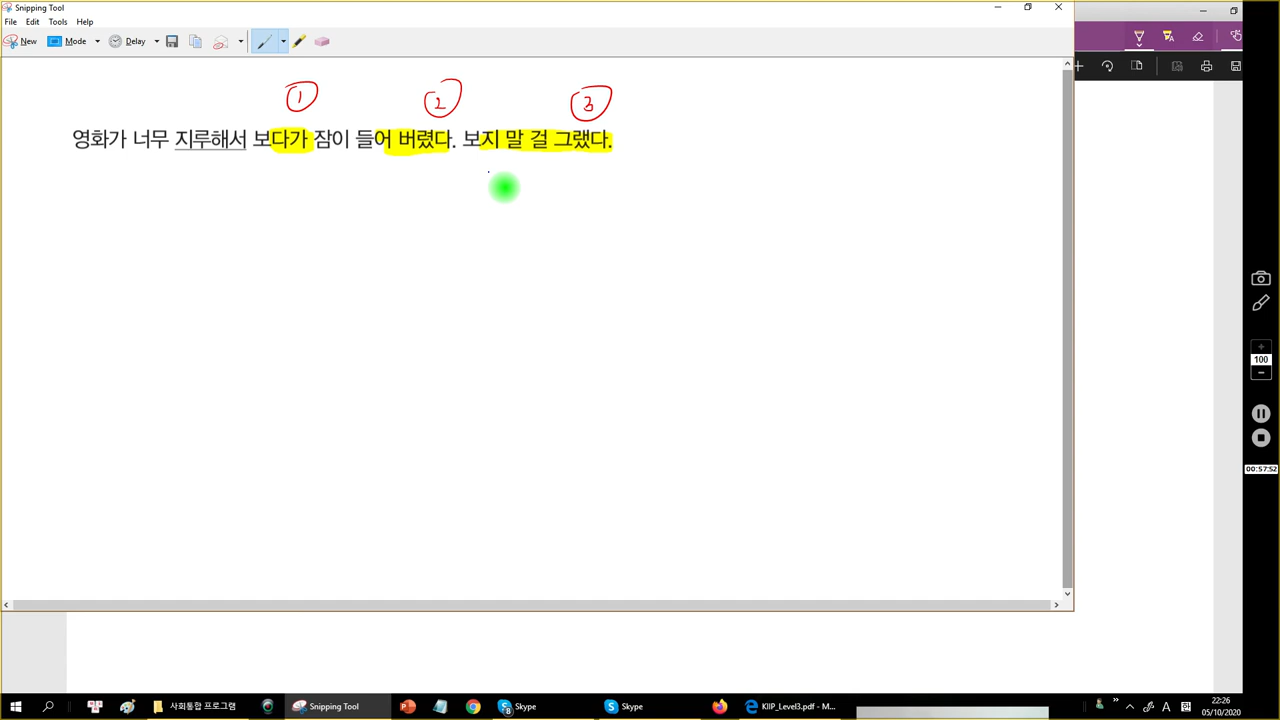 Snipping Tool
File Edit Tools Help
New Mode Delay
1 2 3
영화가 너무 지루해서 보다가 잠이 들어 버렸다. 보지 말 걸 그랬다.
100
00:57:52
사회통합 프로그램 Snipping Tool Skype Skype KIIP_Level3.pdf - M... A 한 22:26
05/10/2020